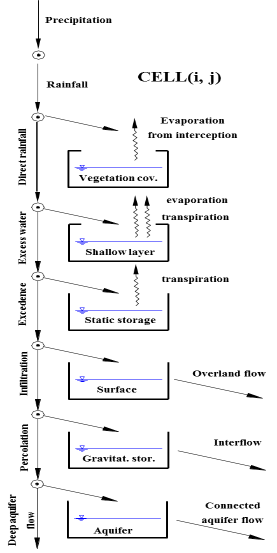 Precipitation
CELL(i, j)
Rainfall
Evaporation
from interception
Direct rainfall
Vegetation cov.
evaporation
transpiration
Excess water
Shallow layer
transpiration
Excedence
Static storage
Infiltration
Overland flow
Surface
Percolation
Interflow
Gravitat. stor.
Connected
aquifer flow
Deep aquifer
flow
Aquifer